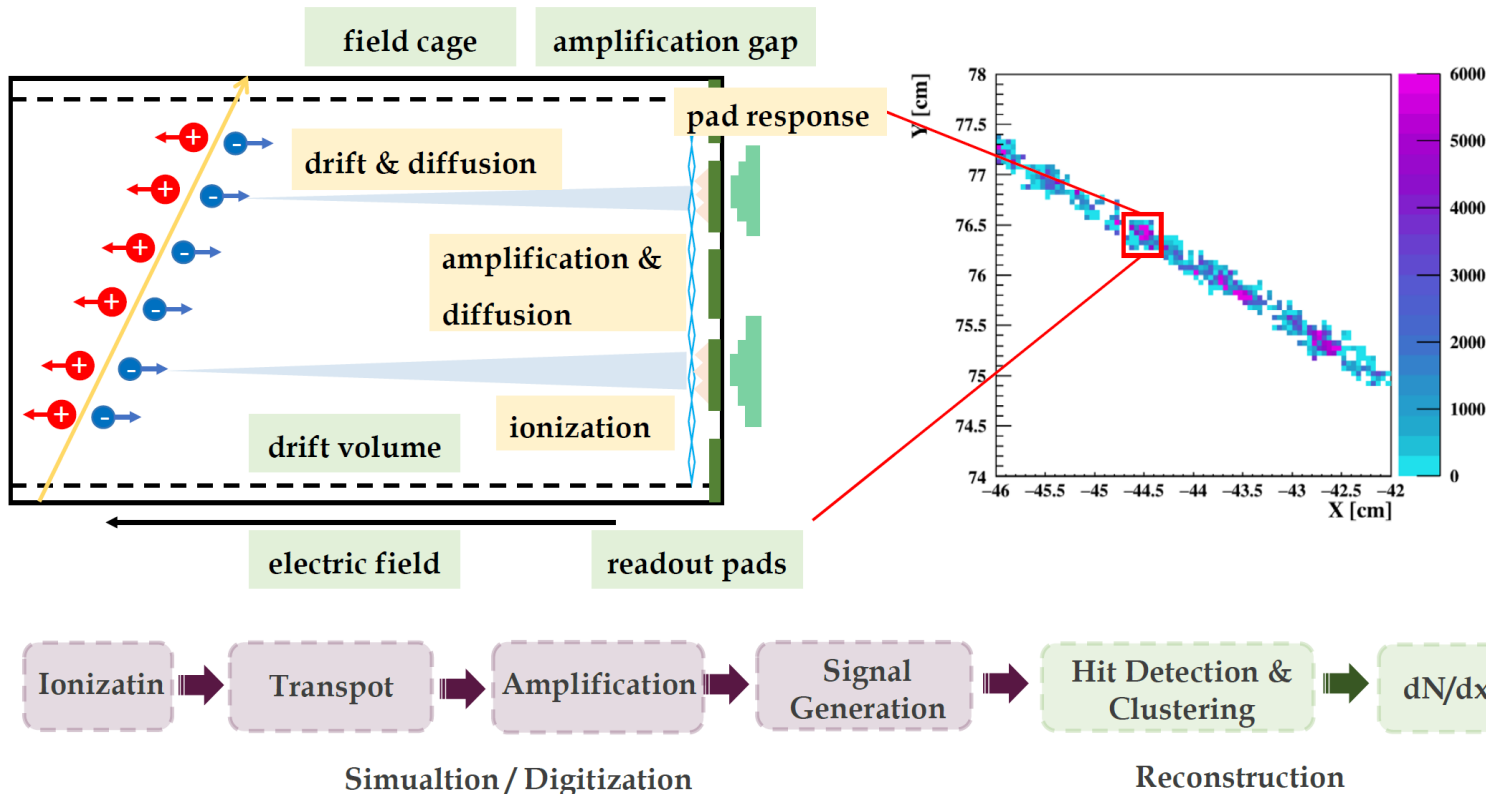 field cage
amplification gap
pad response
drift & diffusion
amplification &
diffusion
ionization
drift volume
electric field
readout pads
+
-
+
-
+
-
+
-
+
-
+
-
Y [cm]
78
77.5
77
76.5
76
75.5
75
74.5
74
−46
−45.5
−45
−44.5
−44
−43.5
−43
−42.5
−42
X [cm]
6000
5000
4000
3000
2000
1000
0
Ionizatin
Transpot
Amplification
Signal
Generation
Hit Detection &
Clustering
dN/dx
Simualtion / Digitization
Reconstruction